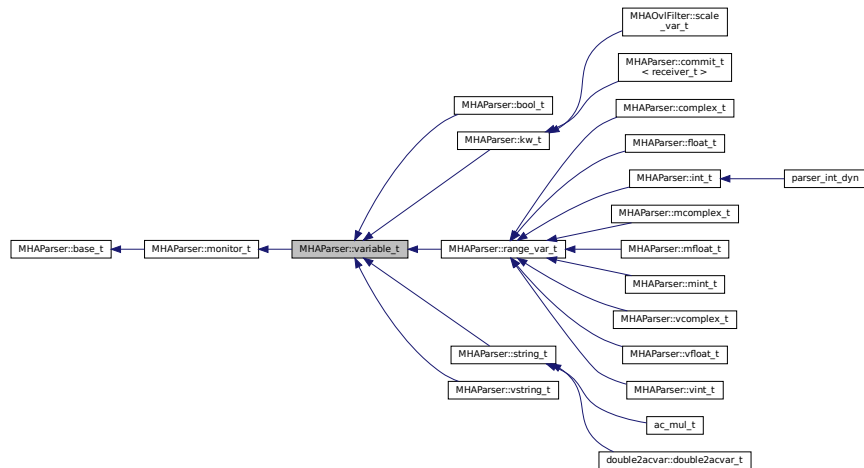 MHAOvlFilter::scale
_var_t
MHAParser::commit_t
< receiver_t >
MHAParser::bool_t
MHAParser::complex_t
MHAParser::kw_t
MHAParser::float_t
MHAParser::int_t
parser_int_dyn
MHAParser::mcomplex_t
MHAParser::base_t
MHAParser::monitor_t
MHAParser::variable_t
MHAParser::range_var_t
MHAParser::mfloat_t
MHAParser::mint_t
MHAParser::vcomplex_t
MHAParser::string_t
MHAParser::vfloat_t
MHAParser::vstring_t
MHAParser::vint_t
ac_mul_t
double2acvar::double2acvar_t